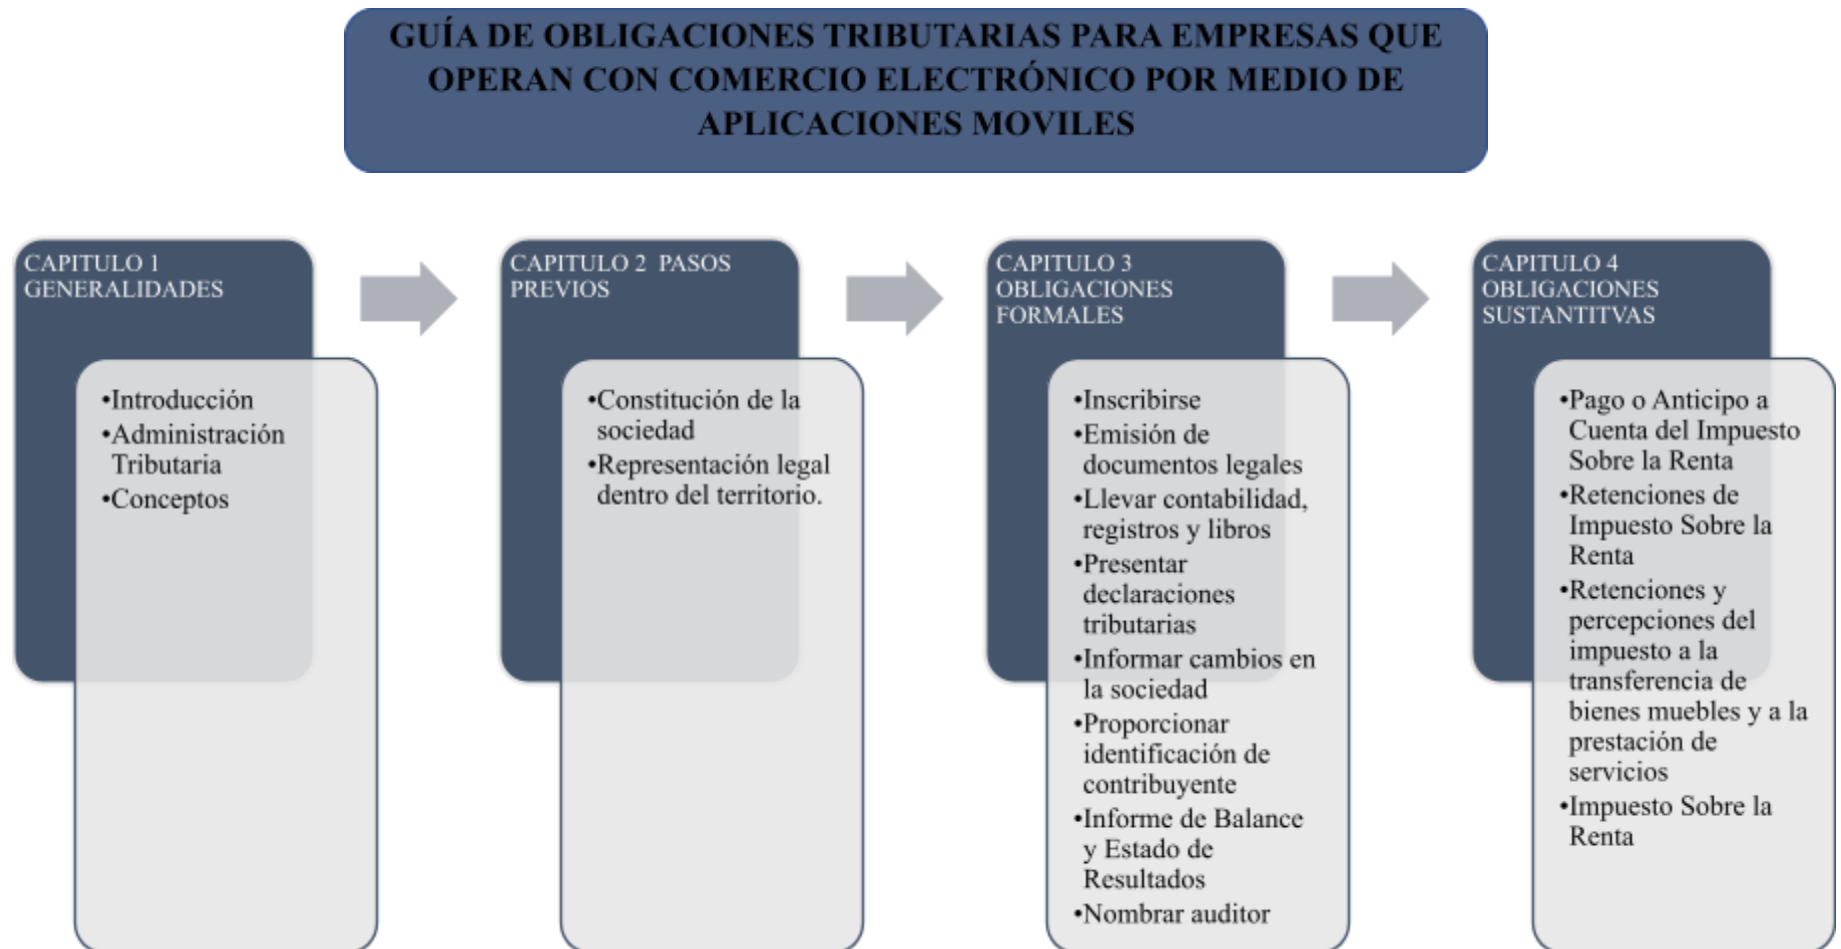 GUÍA DE OBLIGACIONES TRIBUTARIAS PARA EMPRESAS QUE
OPERAN CON COMERCIO ELECTRÓNICO POR MEDIO DE
APLICACIONES MOVILES
CAPITULO 1
GENERALIDADES
•Introducción
•Administración
Tributaria
•Conceptos
CAPITULO 2 PASOS
PREVIOS
•Constitución de la
sociedad
•Representación legal
dentro del territorio.
CAPITULO 3
OBLIGACIONES
FORMALES
•Inscribirse
•Emisión de
documentos legales
•Llevar contabilidad,
registros y libros
•Presentar
declaraciones
tributarias
•Informar cambios en
la sociedad
•Proporcionar
identificación de
contribuyente
•Informe de Balance
y Estado de
Resultados
•Nombrar auditor
CAPITULO 4
OBLIGACIONES
SUSTANTITVAS
•Pago o Anticipo a
Cuenta del Impuesto
Sobre la Renta
•Retenciones de
Impuesto Sobre la
Renta
•Retenciones y
percepciones del
impuesto a la
transferencia de
bienes muebles y a la
prestación de
servicios
•Impuesto Sobre la
Renta